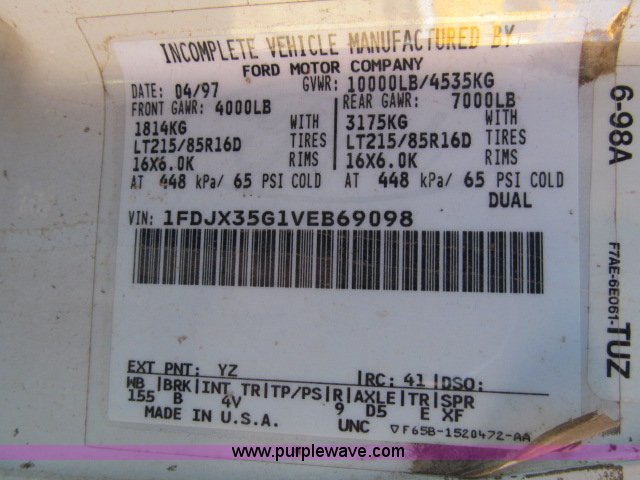 INCOMPLETE VEHICLE MANUFACTURED BY
FORD MOTOR COMPANY
DATE: 04/97 GVWR: 10000LB/4535KG
FRONT GAWR: 4000LB REAR GAWR: 7000LB
1814KG WITH 3175KG WITH
LT215/85R16D TIRES LT215/85R16D TIRES
16X6.0K RIMS 16X6.0K RIMS
AT 448 kPa/ 65 PSI COLD AT 448 kPa/ 65 PSI COLD
DUAL
VIN: 1FDJX35G1VEB69098
EXT PNT: YZ |RC: 41 |DSO:
WB |BRK|INT TR|TP/PS|R|AXLE|TR|SPR
155 B 4V 9 D5 E XF
MADE IN U.S.A. UNC ▽F65B-1520472-AA
6-98A
F7AE-6E061-TUZ
www.purplewave.com